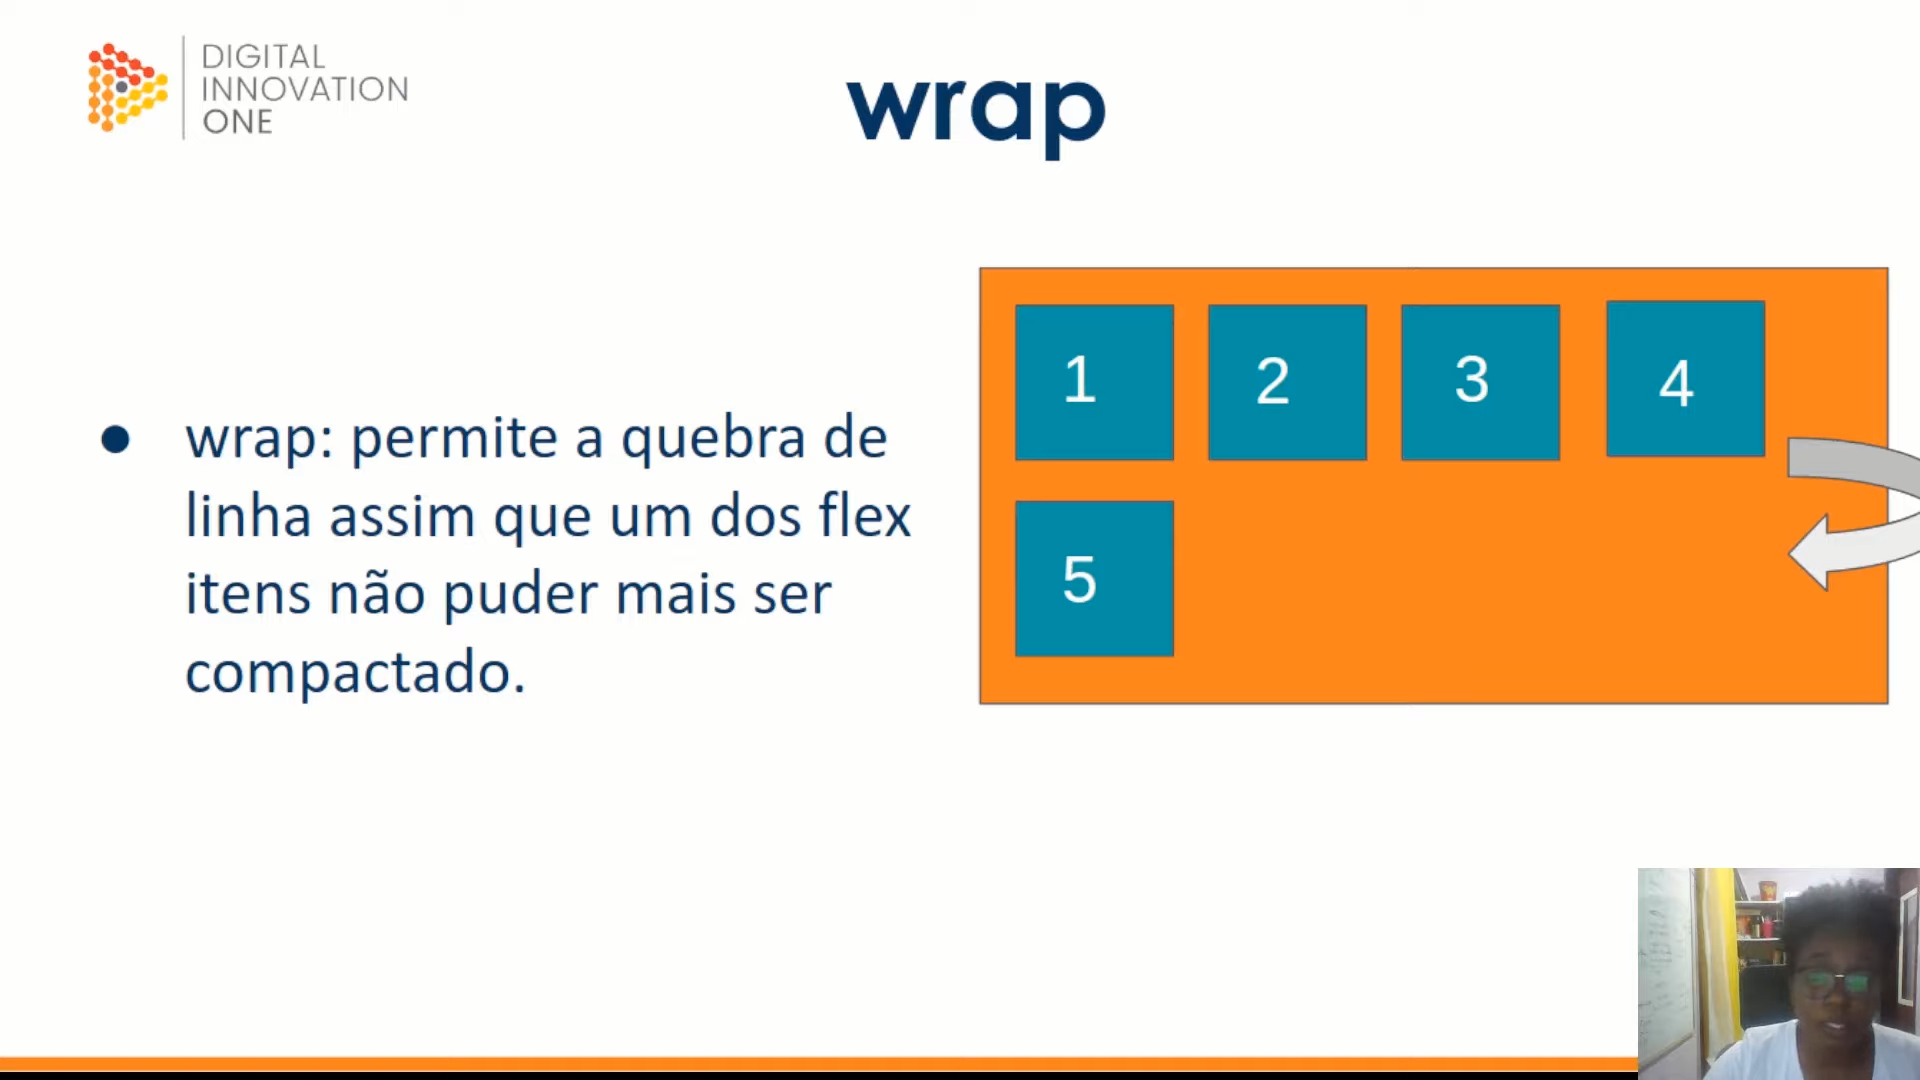 DIGITAL
INNOVATION
ONE
wrap
● wrap: permite a quebra de
linha assim que um dos flex
itens não puder mais ser
compactado.
1 2 3 4
5